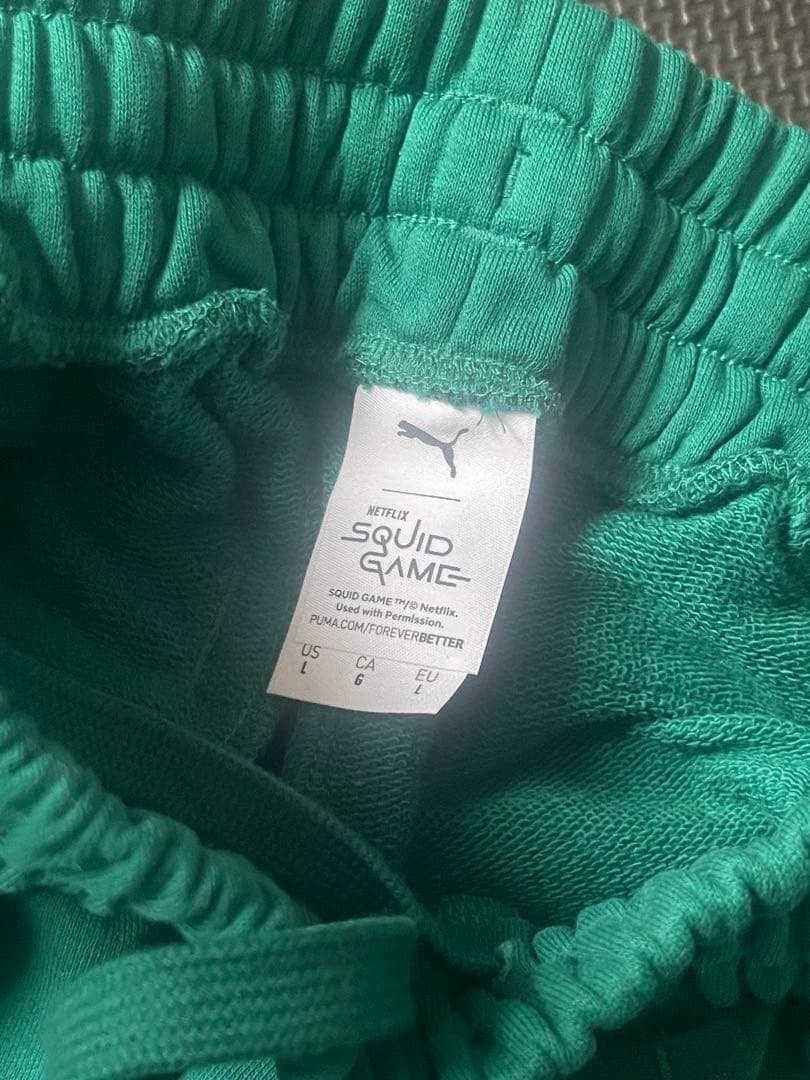 NETFLIX
SQUID
GAME
SQUID GAME™/© Netflix.
Used with Permission.
PUMA.COM/FOREVERBETTER
US CA EU
L G L